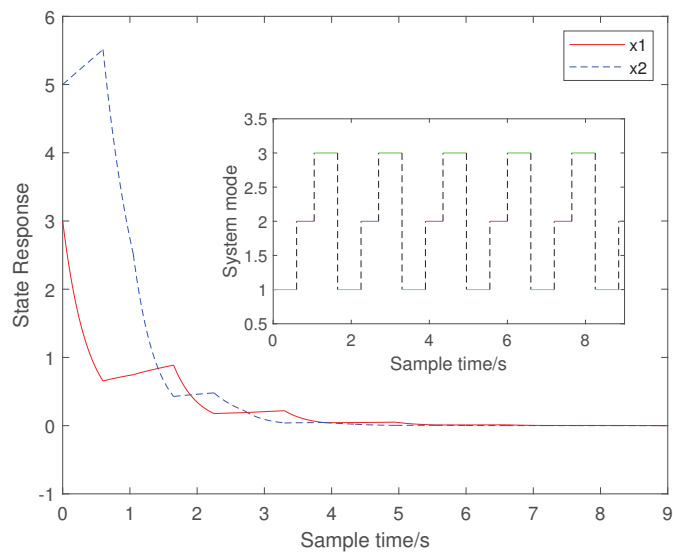 6
5
4
3
2
1
0
-1
State Response
0 1 2 3 4 5 6 7 8 9
Sample time/s
x1
x2
3.5
3
2.5
2
1.5
1
0.5
System mode
0 2 4 6 8
Sample time/s